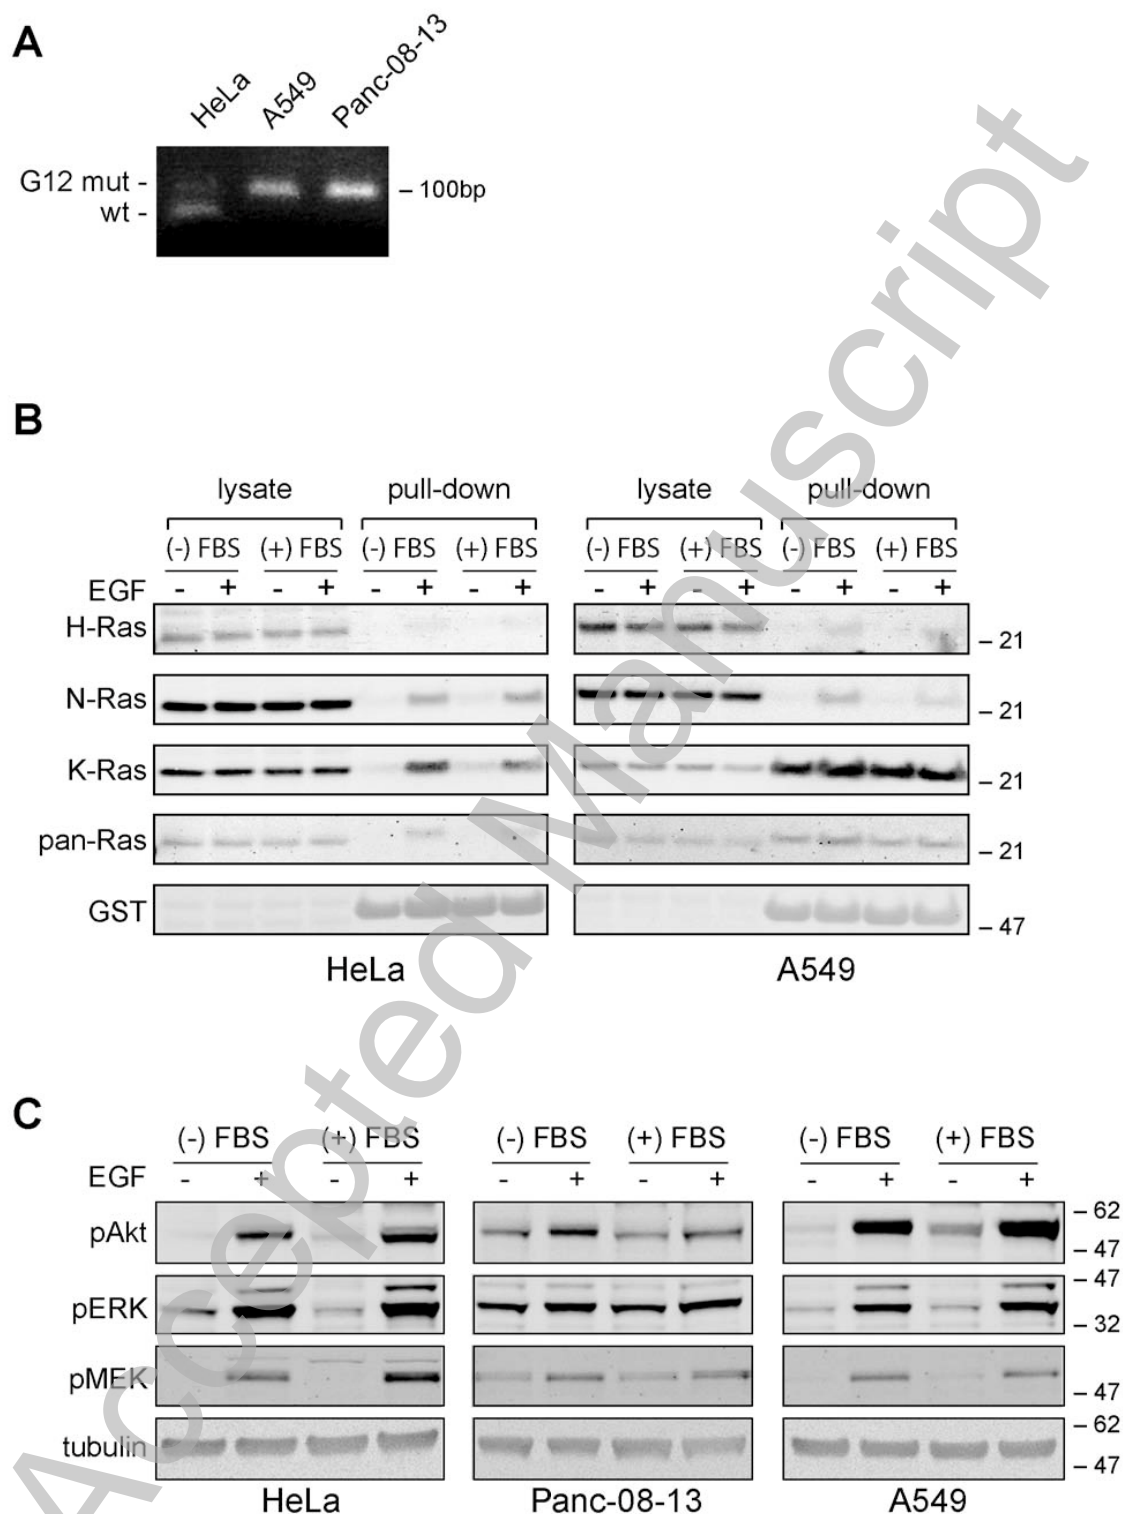 A
HeLa A549 Panc-08-13
G12 mut -
– 100bp
wt -
B
lysate pull-down lysate pull-down
(-) FBS (+) FBS (-) FBS (+) FBS (-) FBS (+) FBS (-) FBS (+) FBS
EGF - + - + - + - + - + - + - + - +
H-Ras – 21
N-Ras – 21
K-Ras – 21
pan-Ras – 21
GST – 47
HeLa A549
C
(-) FBS (+) FBS (-) FBS (+) FBS (-) FBS (+) FBS
EGF - + - + - + - + - + - +
– 62
pAkt
– 47
– 47
pERK
– 32
pMEK
– 47
– 62
tubulin
– 47
HeLa Panc-08-13 A549
Accepted Manuscript